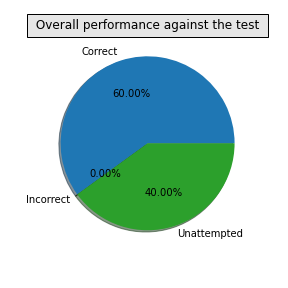 Overall performance against the test
Correct
60.00%
0.00%
Incorrect
40.00%
Unattempted